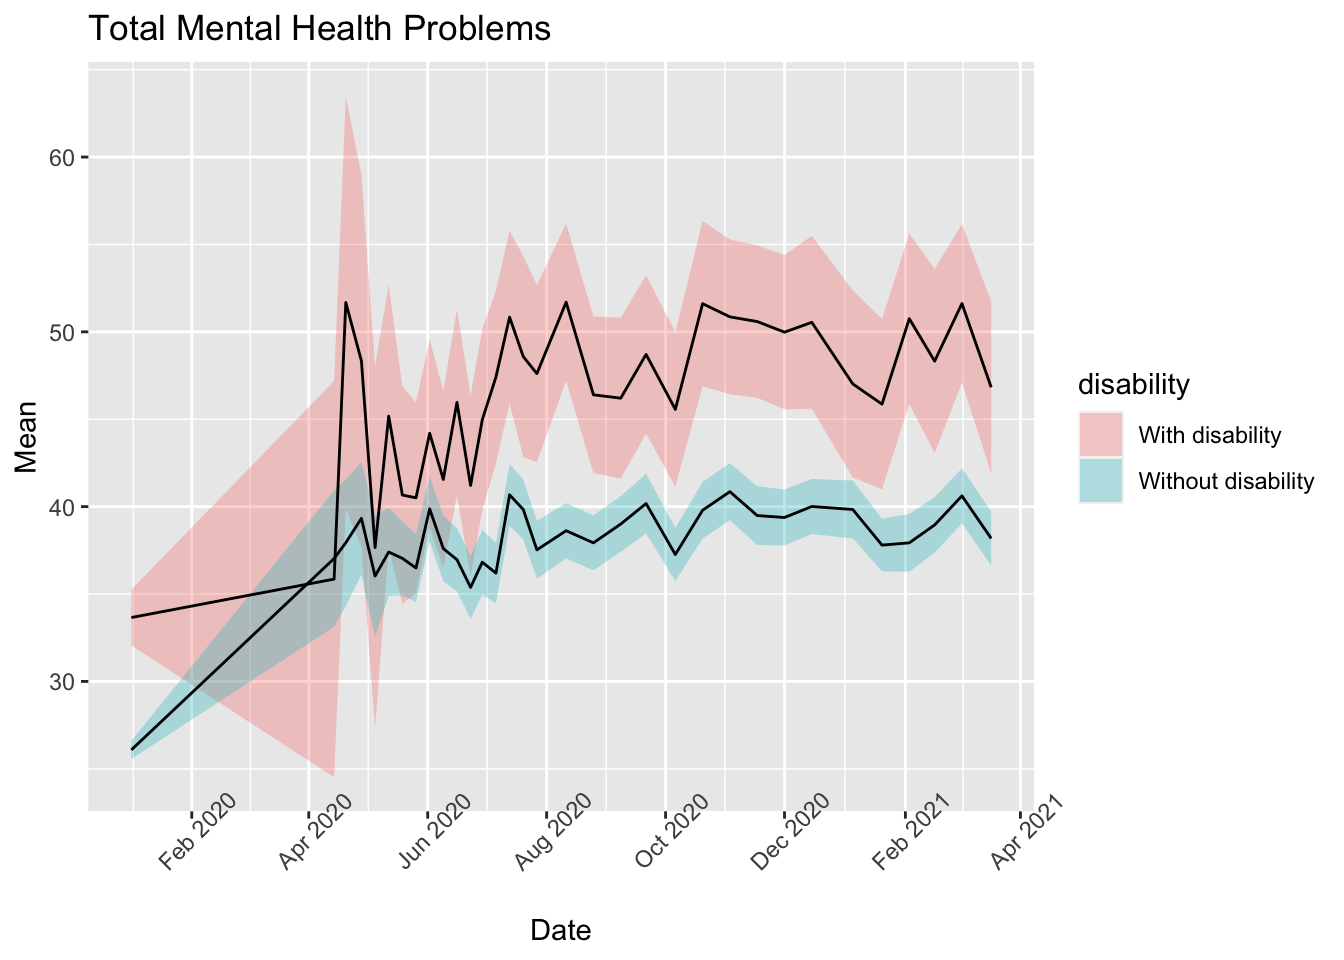 Total Mental Health Problems
Mean
60
50
40
30
Feb 2020
Apr 2020
Jun 2020
Aug 2020
Oct 2020
Dec 2020
Feb 2021
Apr 2021
Date
disability
With disability
Without disability